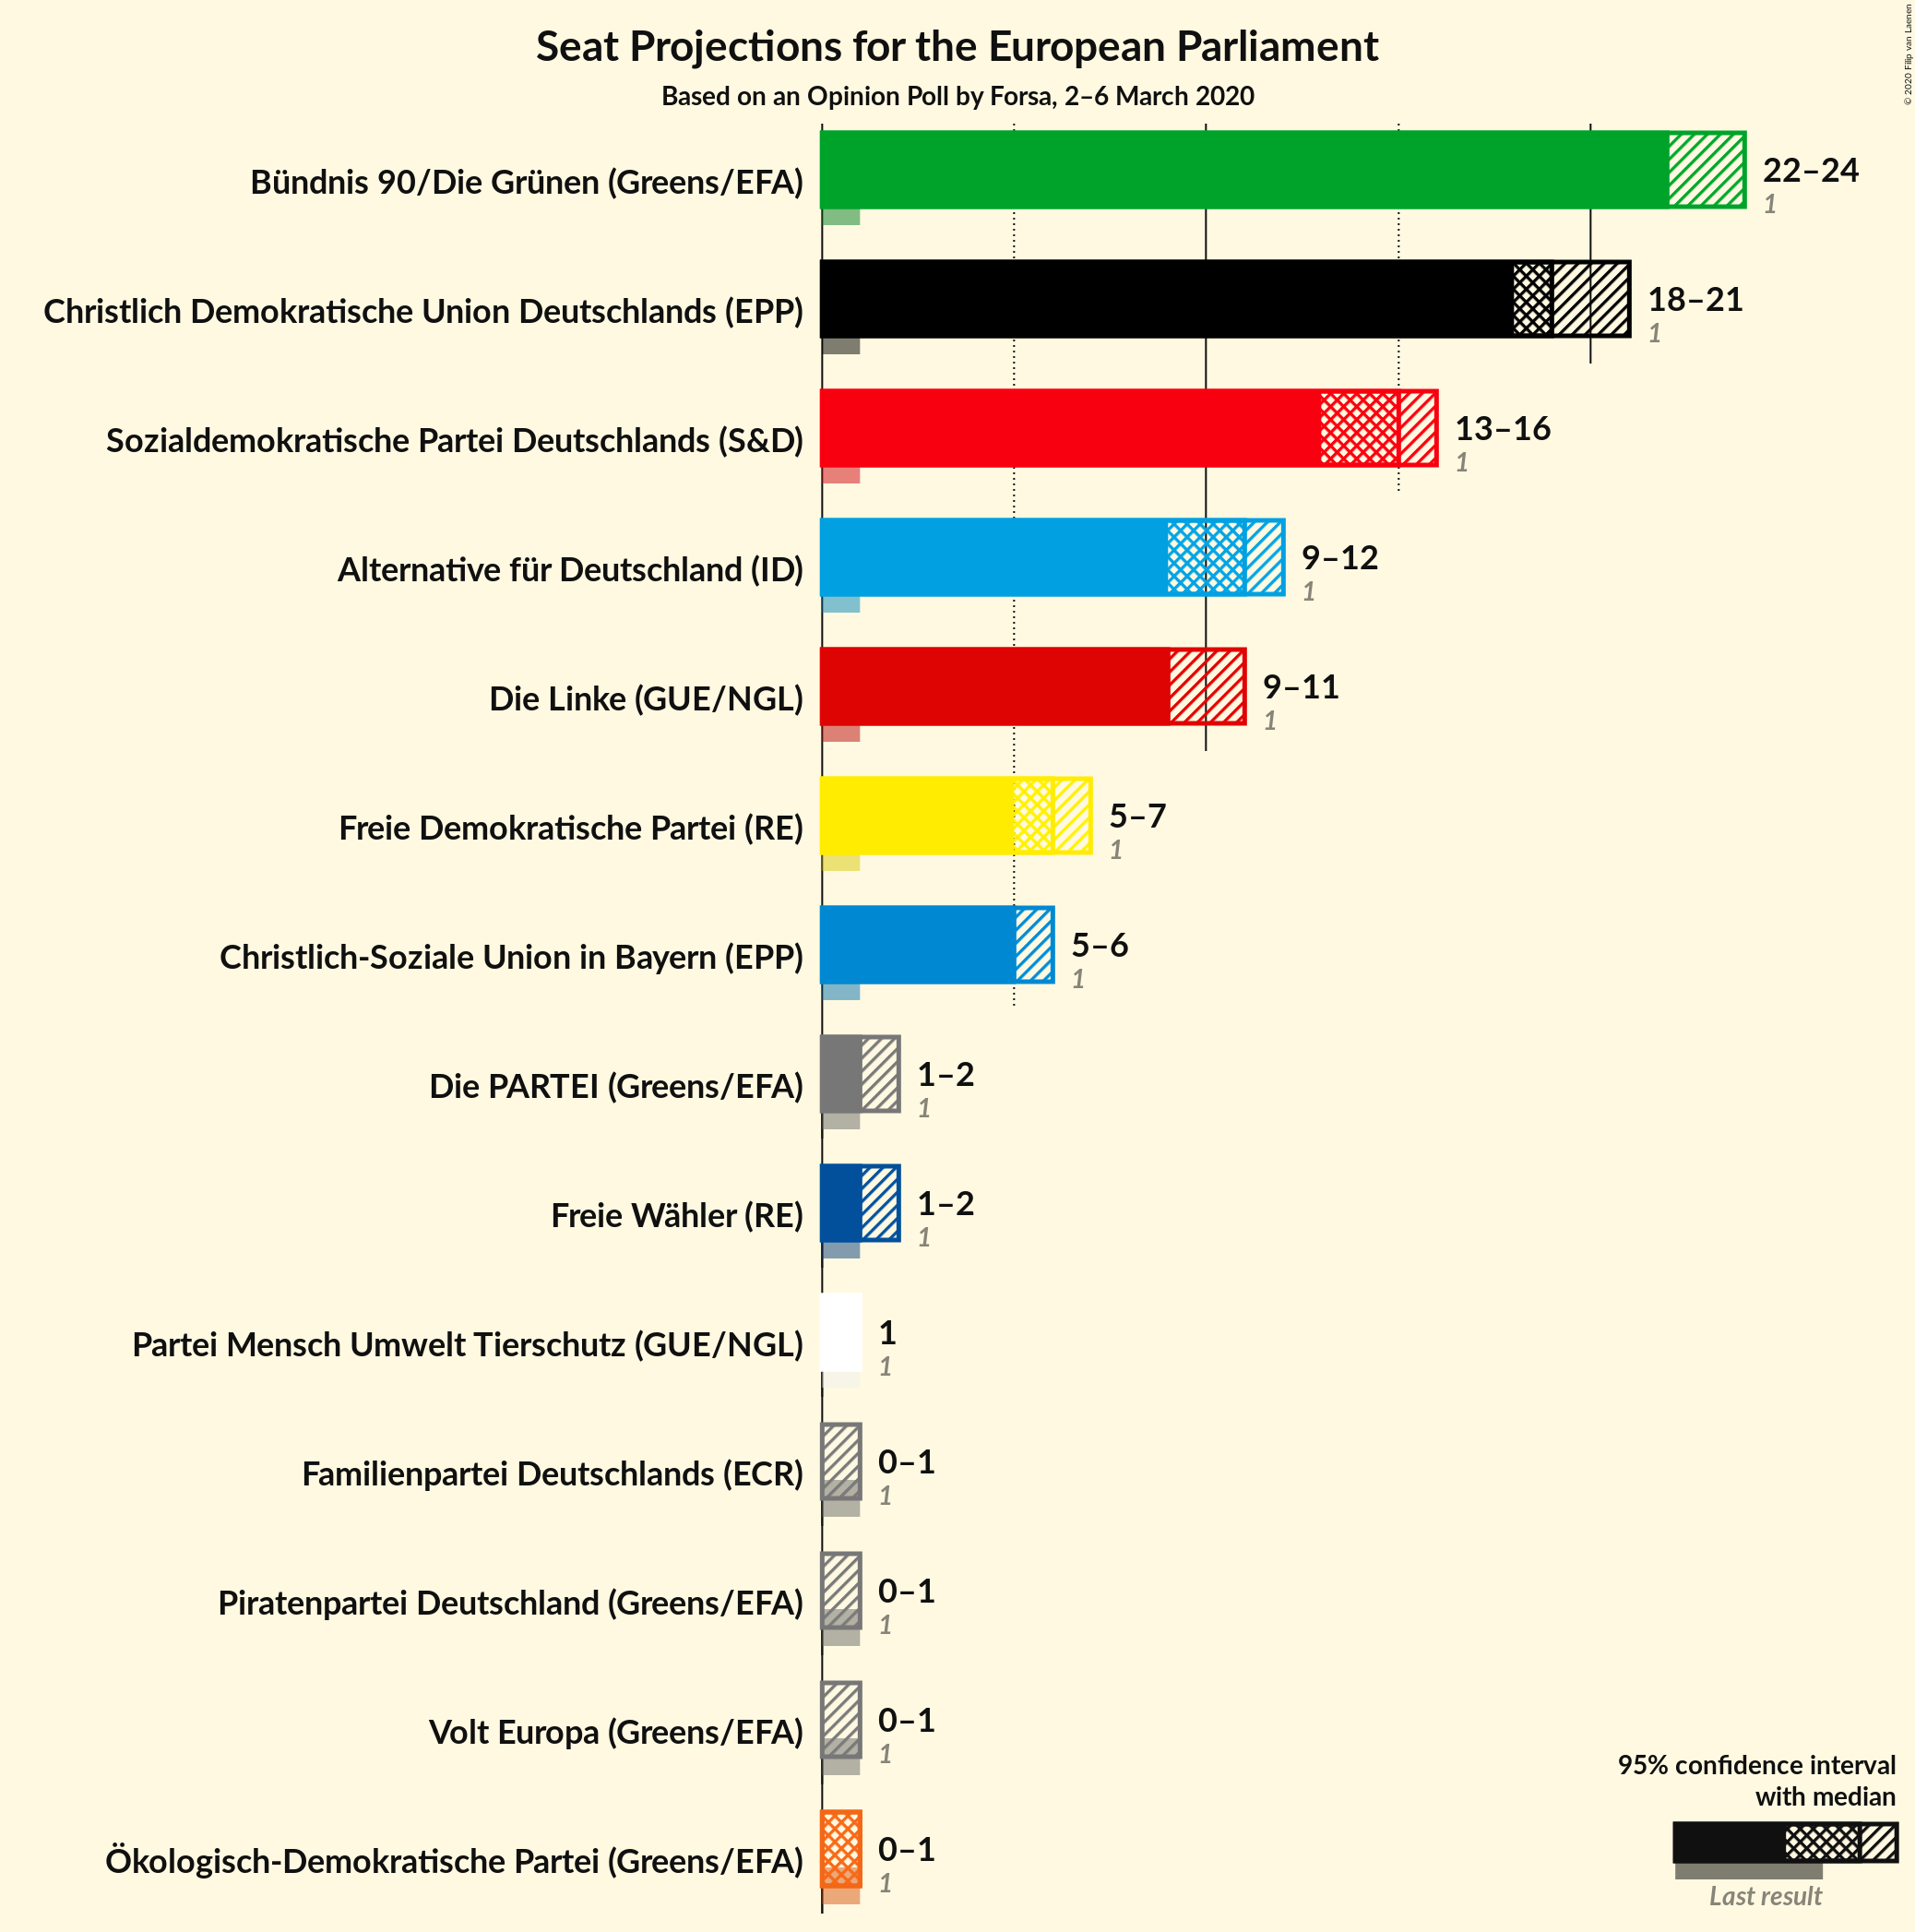 Seat Projections for the European Parliament
Based on an Opinion Poll by Forsa, 2–6 March 2020
© 2020 Filip van Laenen
Bündnis 90/Die Grünen (Greens/EFA)
22–24
1
Christlich Demokratische Union Deutschlands (EPP)
18–21
1
Sozialdemokratische Partei Deutschlands (S&D)
13–16
1
Alternative für Deutschland (ID)
9–12
1
Die Linke (GUE/NGL)
9–11
1
Freie Demokratische Partei (RE)
5–7
1
Christlich-Soziale Union in Bayern (EPP)
5–6
1
Die PARTEI (Greens/EFA)
1–2
1
Freie Wähler (RE)
1–2
1
Partei Mensch Umwelt Tierschutz (GUE/NGL)
1
1
Familienpartei Deutschlands (ECR)
0–1
1
Piratenpartei Deutschland (Greens/EFA)
0–1
1
Volt Europa (Greens/EFA)
0–1
1
Ökologisch-Demokratische Partei (Greens/EFA)
0–1
1
95% confidence interval
with median
Last result